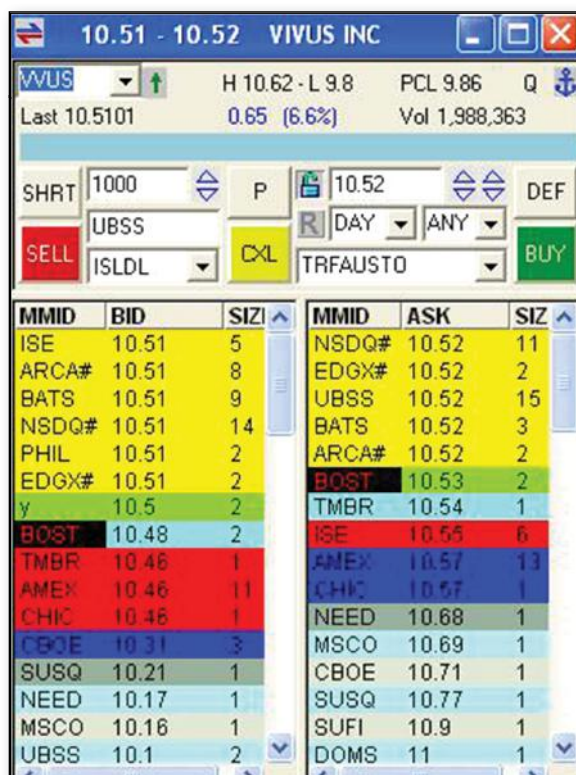 10.51 - 10.52 VIVUS INC
VVUS H 10.62 - L 9.8 PCL 9.86 Q
Last 10.5101 0.65 (6.6%) Vol 1,988,363
SHRT 1000 P 10.52 DEF
UBSS R DAY ANY
SELL ISLDL CXL TRFAUSTO BUY
MMID BID SIZ MMID ASK SIZ
ISE 10.51 5 NSDQ# 10.52 11
ARCA# 10.51 8 EDGX# 10.52 2
BATS 10.51 9 UBSS 10.52 15
NSDQ# 10.51 14 BATS 10.52 3
PHIL 10.51 2 ARCA# 10.52 2
EDGX# 10.51 2 BOST 10.53 2
y 10.5 2 TMBR 10.54 1
BOST 10.48 2 ISE 10.55 6
TMBR 10.46 1 AMEX 10.57 13
AMEX 10.46 11 CHIC 10.57 1
CHIC 10.46 1 NEED 10.68 1
CBOE 10.31 3 MSCO 10.69 1
SUSQ 10.21 1 CBOE 10.71 1
NEED 10.17 1 SUSQ 10.77 1
MSCO 10.16 1 SUFI 10.9 1
UBSS 10.1 2 DOMS 11 1